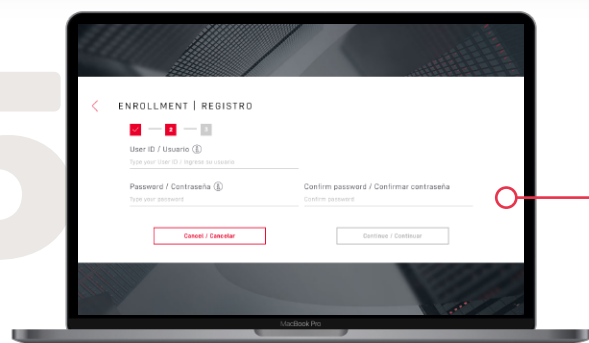 5
ENROLLMENT | REGISTRO
2
3
User ID / Usuario
Type your User ID / Ingrese su usuario
Password / Contraseña
Confirm password / Confirmar contraseña
Type your password
Confirm password
Cancel / Cancelar
Continue / Continuar
MacBook Pro